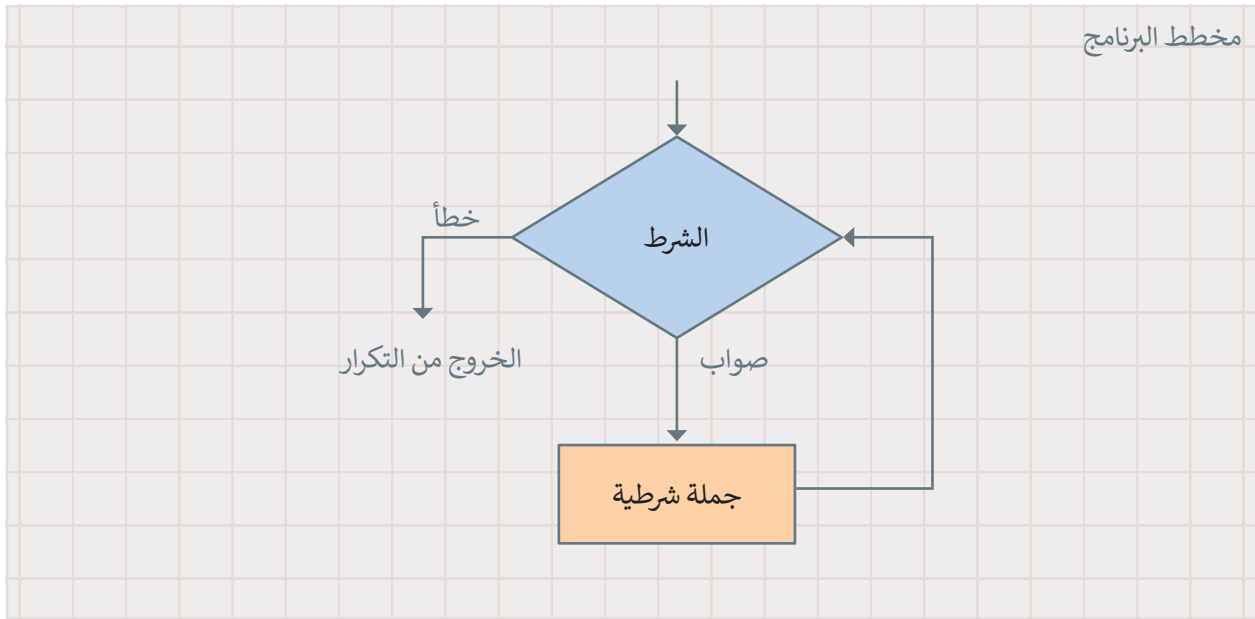 مخطط البرنامج
خطأ
الشرط
الخروج من التكرار
صواب
جملة شرطية